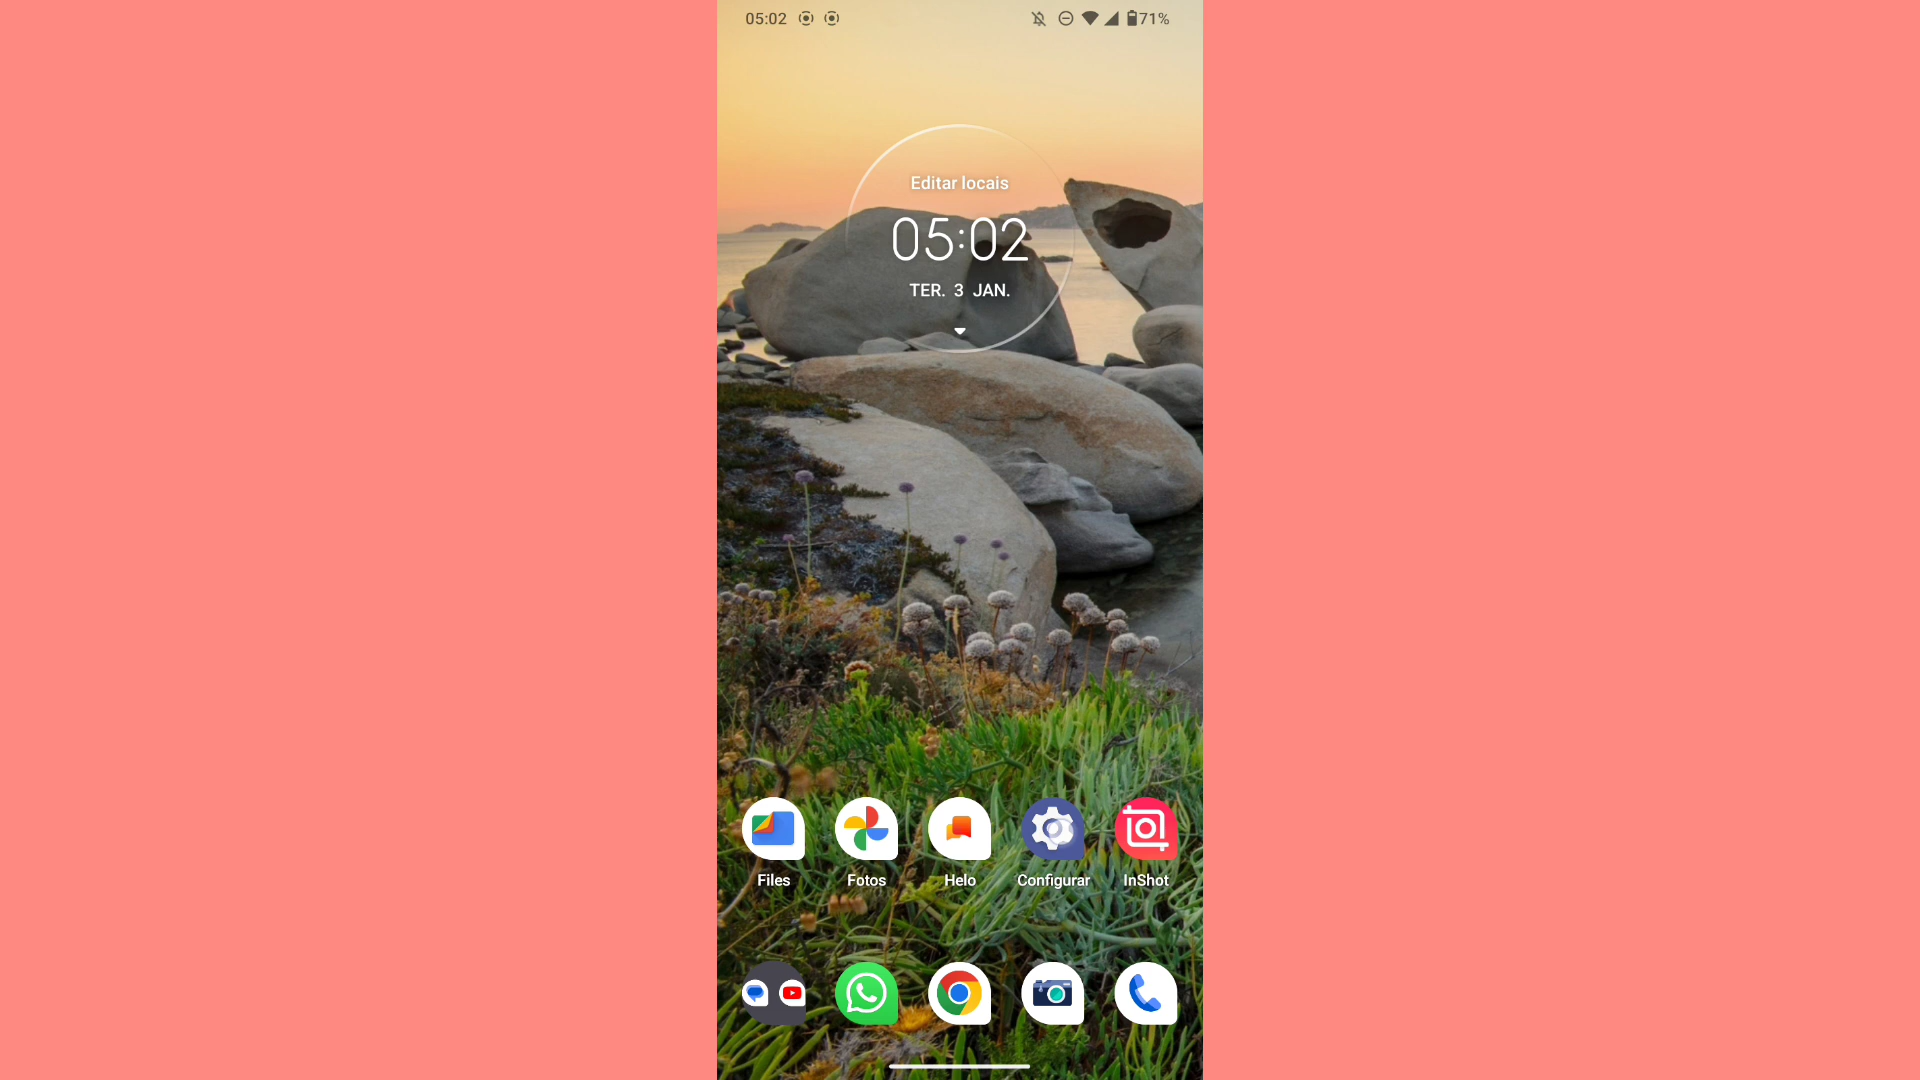 05:02
71%
Editar locais
05:02
TER. 3 JAN.
Files
Fotos
Helo
Configurar
InShot